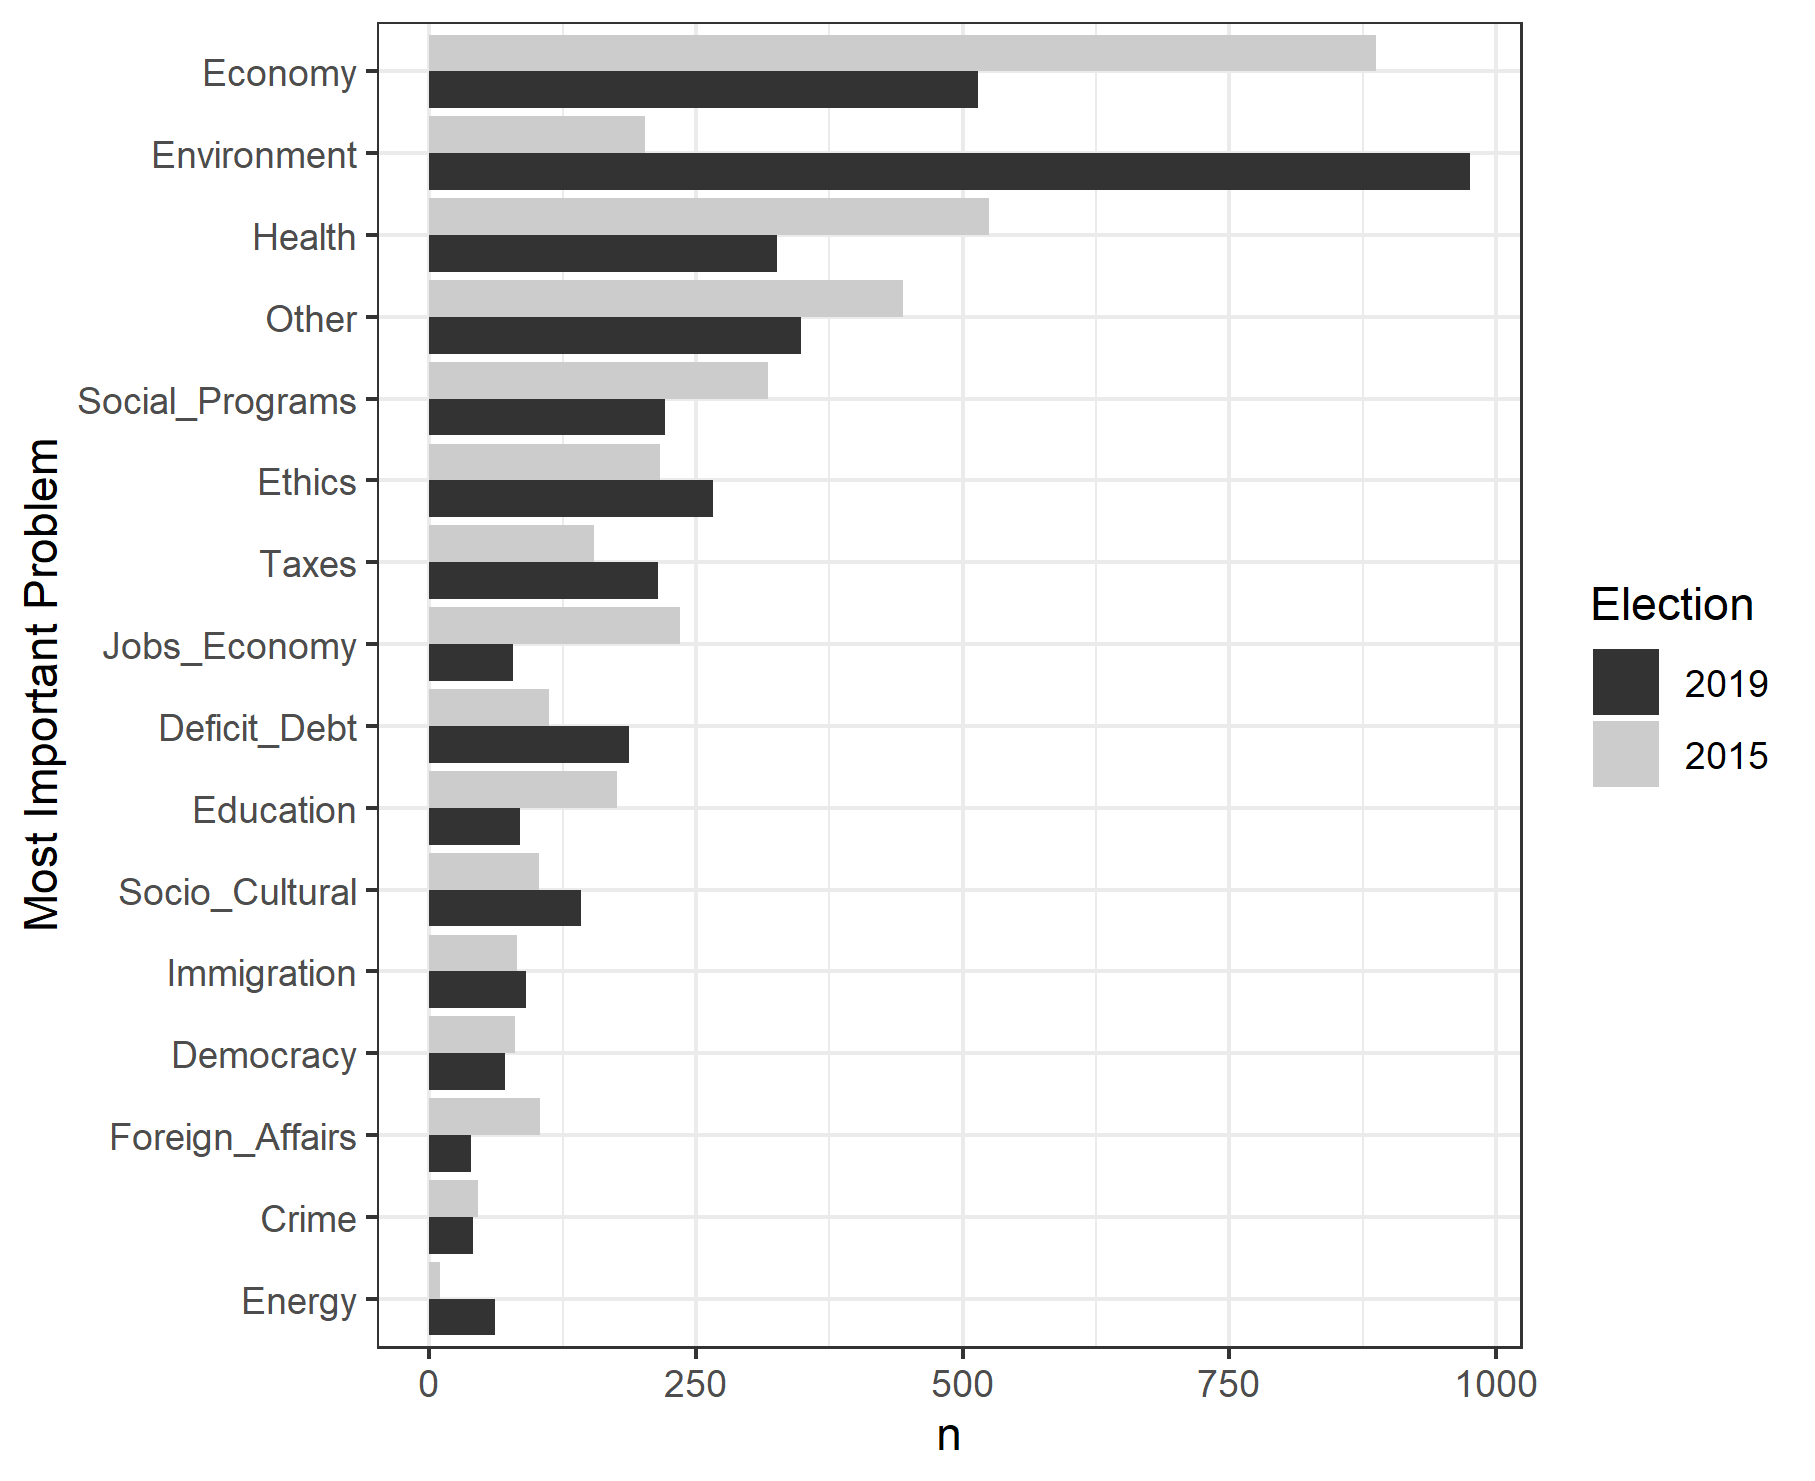 Most Important Problem
Economy
Environment
Health
Other
Social_Programs
Ethics
Taxes
Jobs_Economy
Deficit_Debt
Education
Socio_Cultural
Immigration
Democracy
Foreign_Affairs
Crime
Energy
0 250 500 750 1000
n
Election
2019
2015